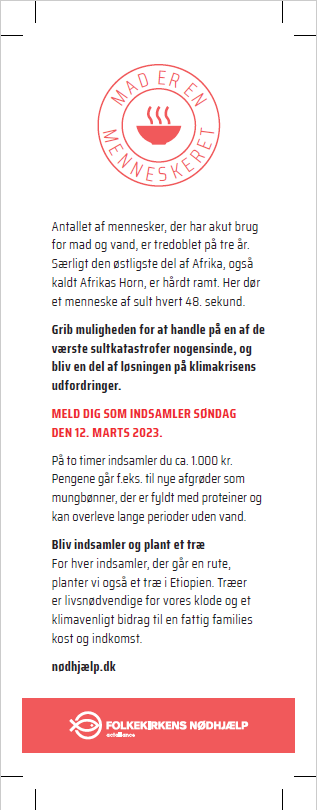 MAD ER EN
MENNESKERET
Antallet af mennesker, der har akut brug
for mad og vand, er tredoblet på tre år.
Særligt den østligste del af Afrika, også
kaldt Afrikas Horn, er hårdt ramt. Her dør
et menneske af sult hvert 48. sekund.
Grib muligheden for at handle på en af de
værste sultkatastrofer nogensinde, og
bliv en del af løsningen på klimakrisens
udfordringer.
MELD DIG SOM INDSAMLER SØNDAG
DEN 12. MARTS 2023.
På to timer indsamler du ca. 1.000 kr.
Pengene går f.eks. til nye afgrøder som
mungbønner, der er fyldt med proteiner og
kan overleve lange perioder uden vand.
Bliv indsamler og plant et træ
For hver indsamler, der går en rute,
planter vi også et træ i Etiopien. Træer
er livsnødvendige for vores klode og et
klimavenligt bidrag til en fattig families
kost og indkomst.
nødhjælp.dk
FOLKEKIRKENS NØDHJÆLP
actalliance